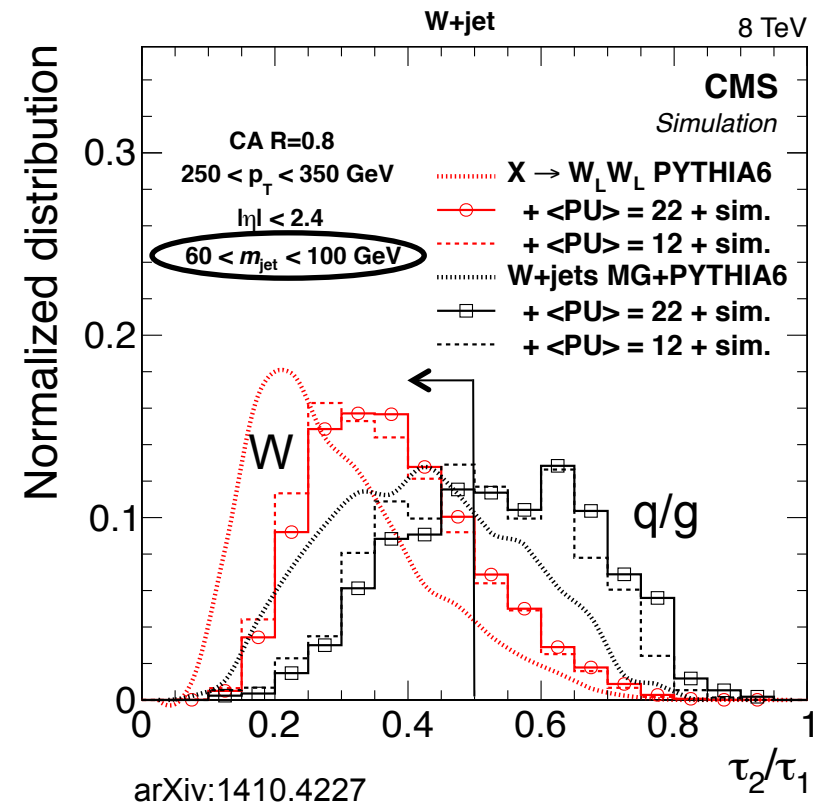 W+jet
8 TeV
CMS
Simulation
CA R=0.8
250 < p_T < 350 GeV
|η| < 2.4
60 < m_jet < 100 GeV
X → W_L W_L PYTHIA6
+ <PU> = 22 + sim.
+ <PU> = 12 + sim.
W+jets MG+PYTHIA6
+ <PU> = 22 + sim.
+ <PU> = 12 + sim.
W
q/g
Normalized distribution
0.3
0.2
0.1
0
0 0.2 0.4 0.6 0.8 1
τ₂/τ₁
arXiv:1410.4227